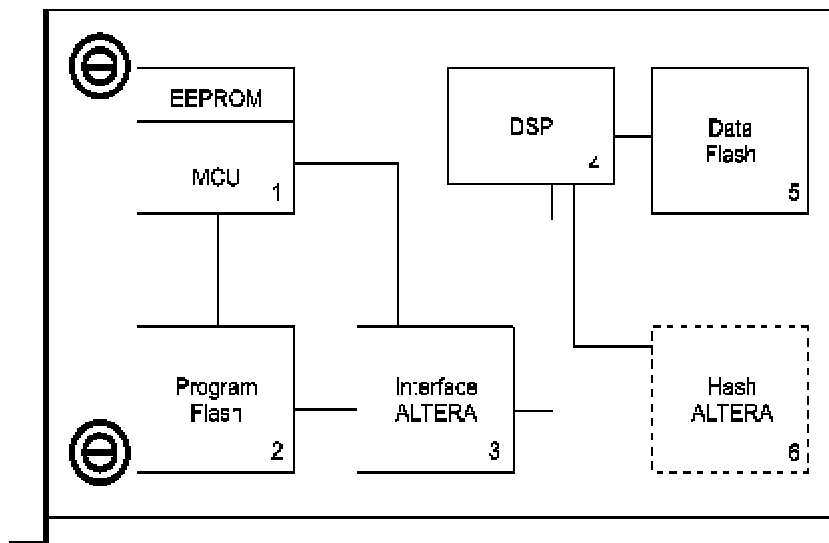 EEPROM
MCU
1
DSP
Data
Flash
5
Program
Flash
2
Interface
ALTERA
3
Hash
ALTERA
6